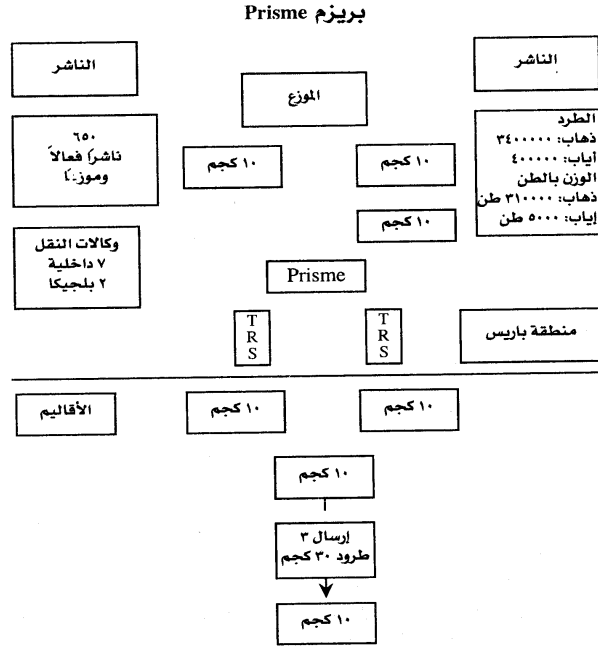 بريزم Prisme
الناشر
الموزع
الناشر
الطرد
ذهاب: ٣٤٠٠٠٠٠
أياب: ٤٠٠٠٠٠
الوزن بالطن
ذهاب: ٣١٠٠٠٠ طن
إياب: ٥٠٠٠ طن
١٠ كجم
١٠ كجم
٦٥٠
ناشرًا فعالاً
١٠ كجم
وكالات النقل
٧ داخلية
٢ بلجيكا
Prisme
منطقة باريس
T
R
S
T
R
S
١٠ كجم
١٠ كجم
الأقاليم
١٠ كجم
إرسال ٣
طرود ٣٠ كجم
١٠ كجم